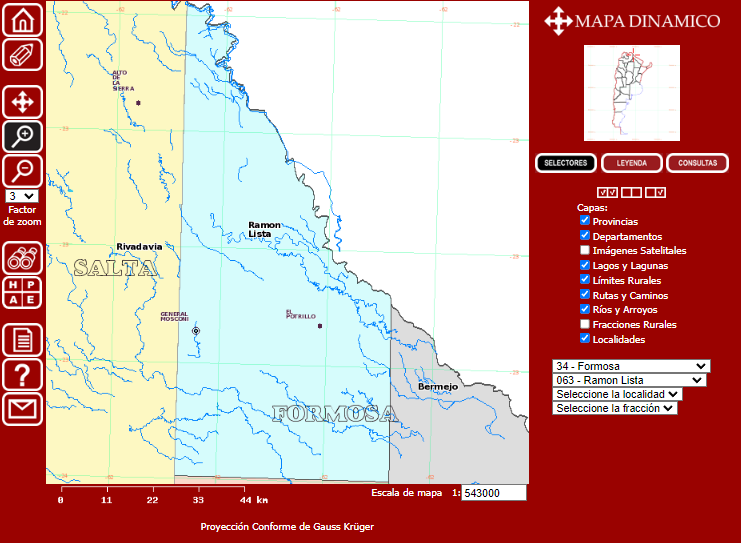 MAPA DINAMICO
SELECTORES
LEYENDA
CONSULTAS
Capas:
Provincias
Departamentos
Imágenes Satelitales
Lagos y Lagunas
Límites Rurales
Rutas y Caminos
Ríos y Arroyos
Fracciones Rurales
Localidades
34 - Formosa
063 - Ramon Lista
Seleccione la localidad
Seleccione la fracción
3
Factor
de zoom
H P
A E
?
ALTO
DE
LA
SIERRA
Ramon
Lista
Rivadavia
SALTA
GENERAL
MOSCONI
EL
POTRILLO
Bermejo
FORMOSA
0 11 22 33 44 km
Escala de mapa 1: 543000
Proyección Conforme de Gauss Krüger